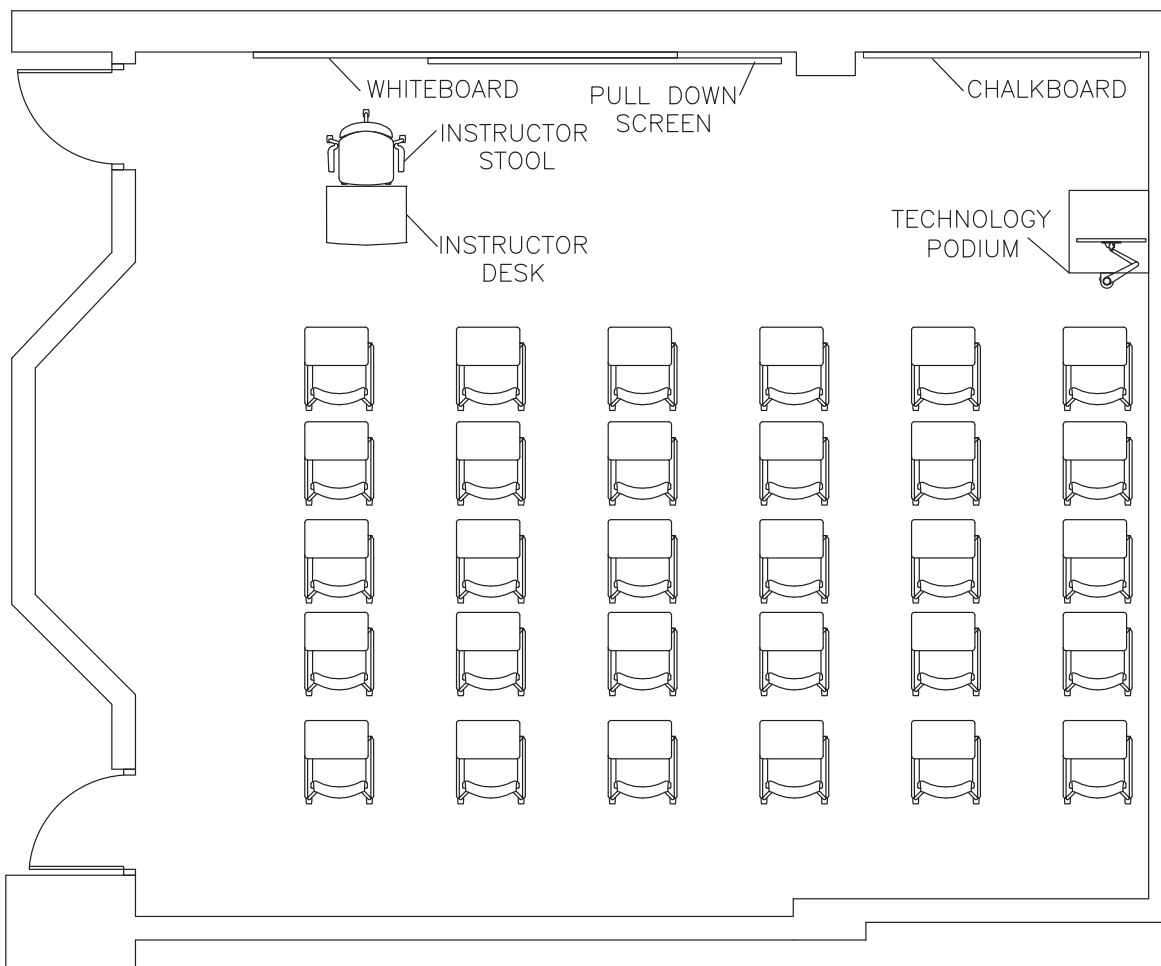 WHITEBOARD
PULL DOWN
SCREEN
CHALKBOARD
INSTRUCTOR
STOOL
TECHNOLOGY
PODIUM
INSTRUCTOR
DESK